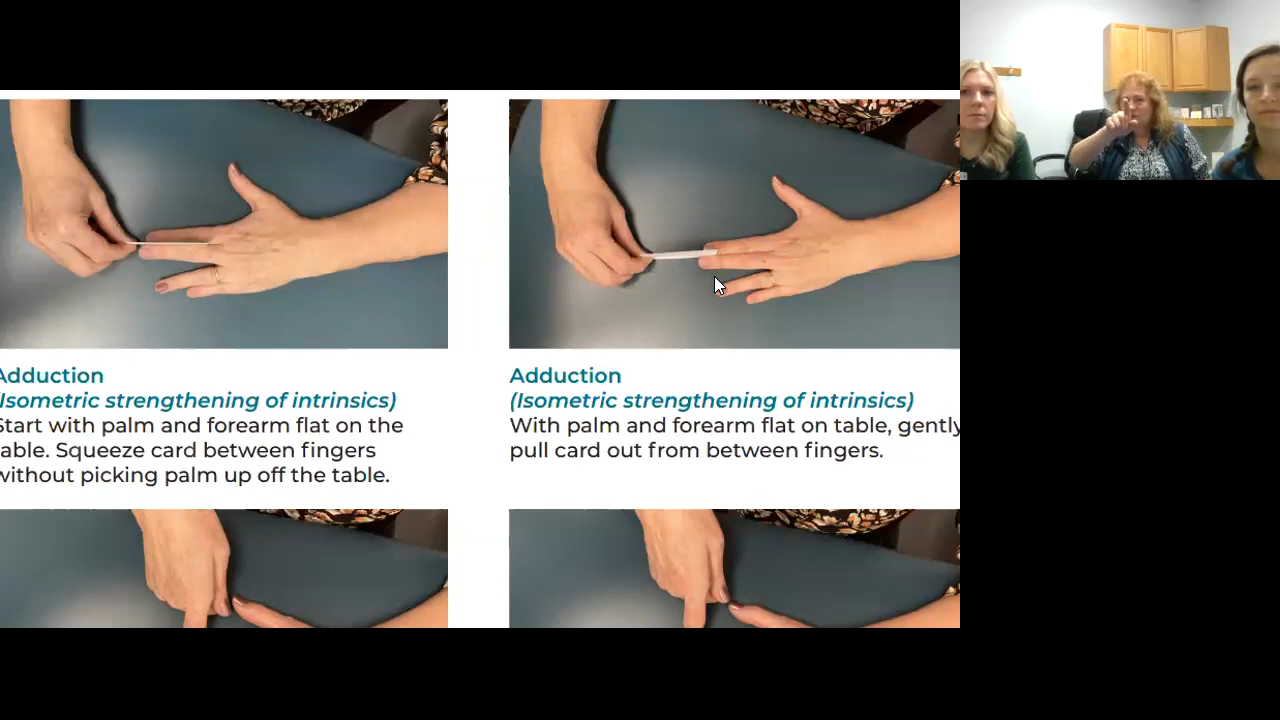 Adduction
(Isometric strengthening of intrinsics)
Start with palm and forearm flat on the
table. Squeeze card between fingers
without picking palm up off the table.
Adduction
(Isometric strengthening of intrinsics)
With palm and forearm flat on table, gently
pull card out from between fingers.